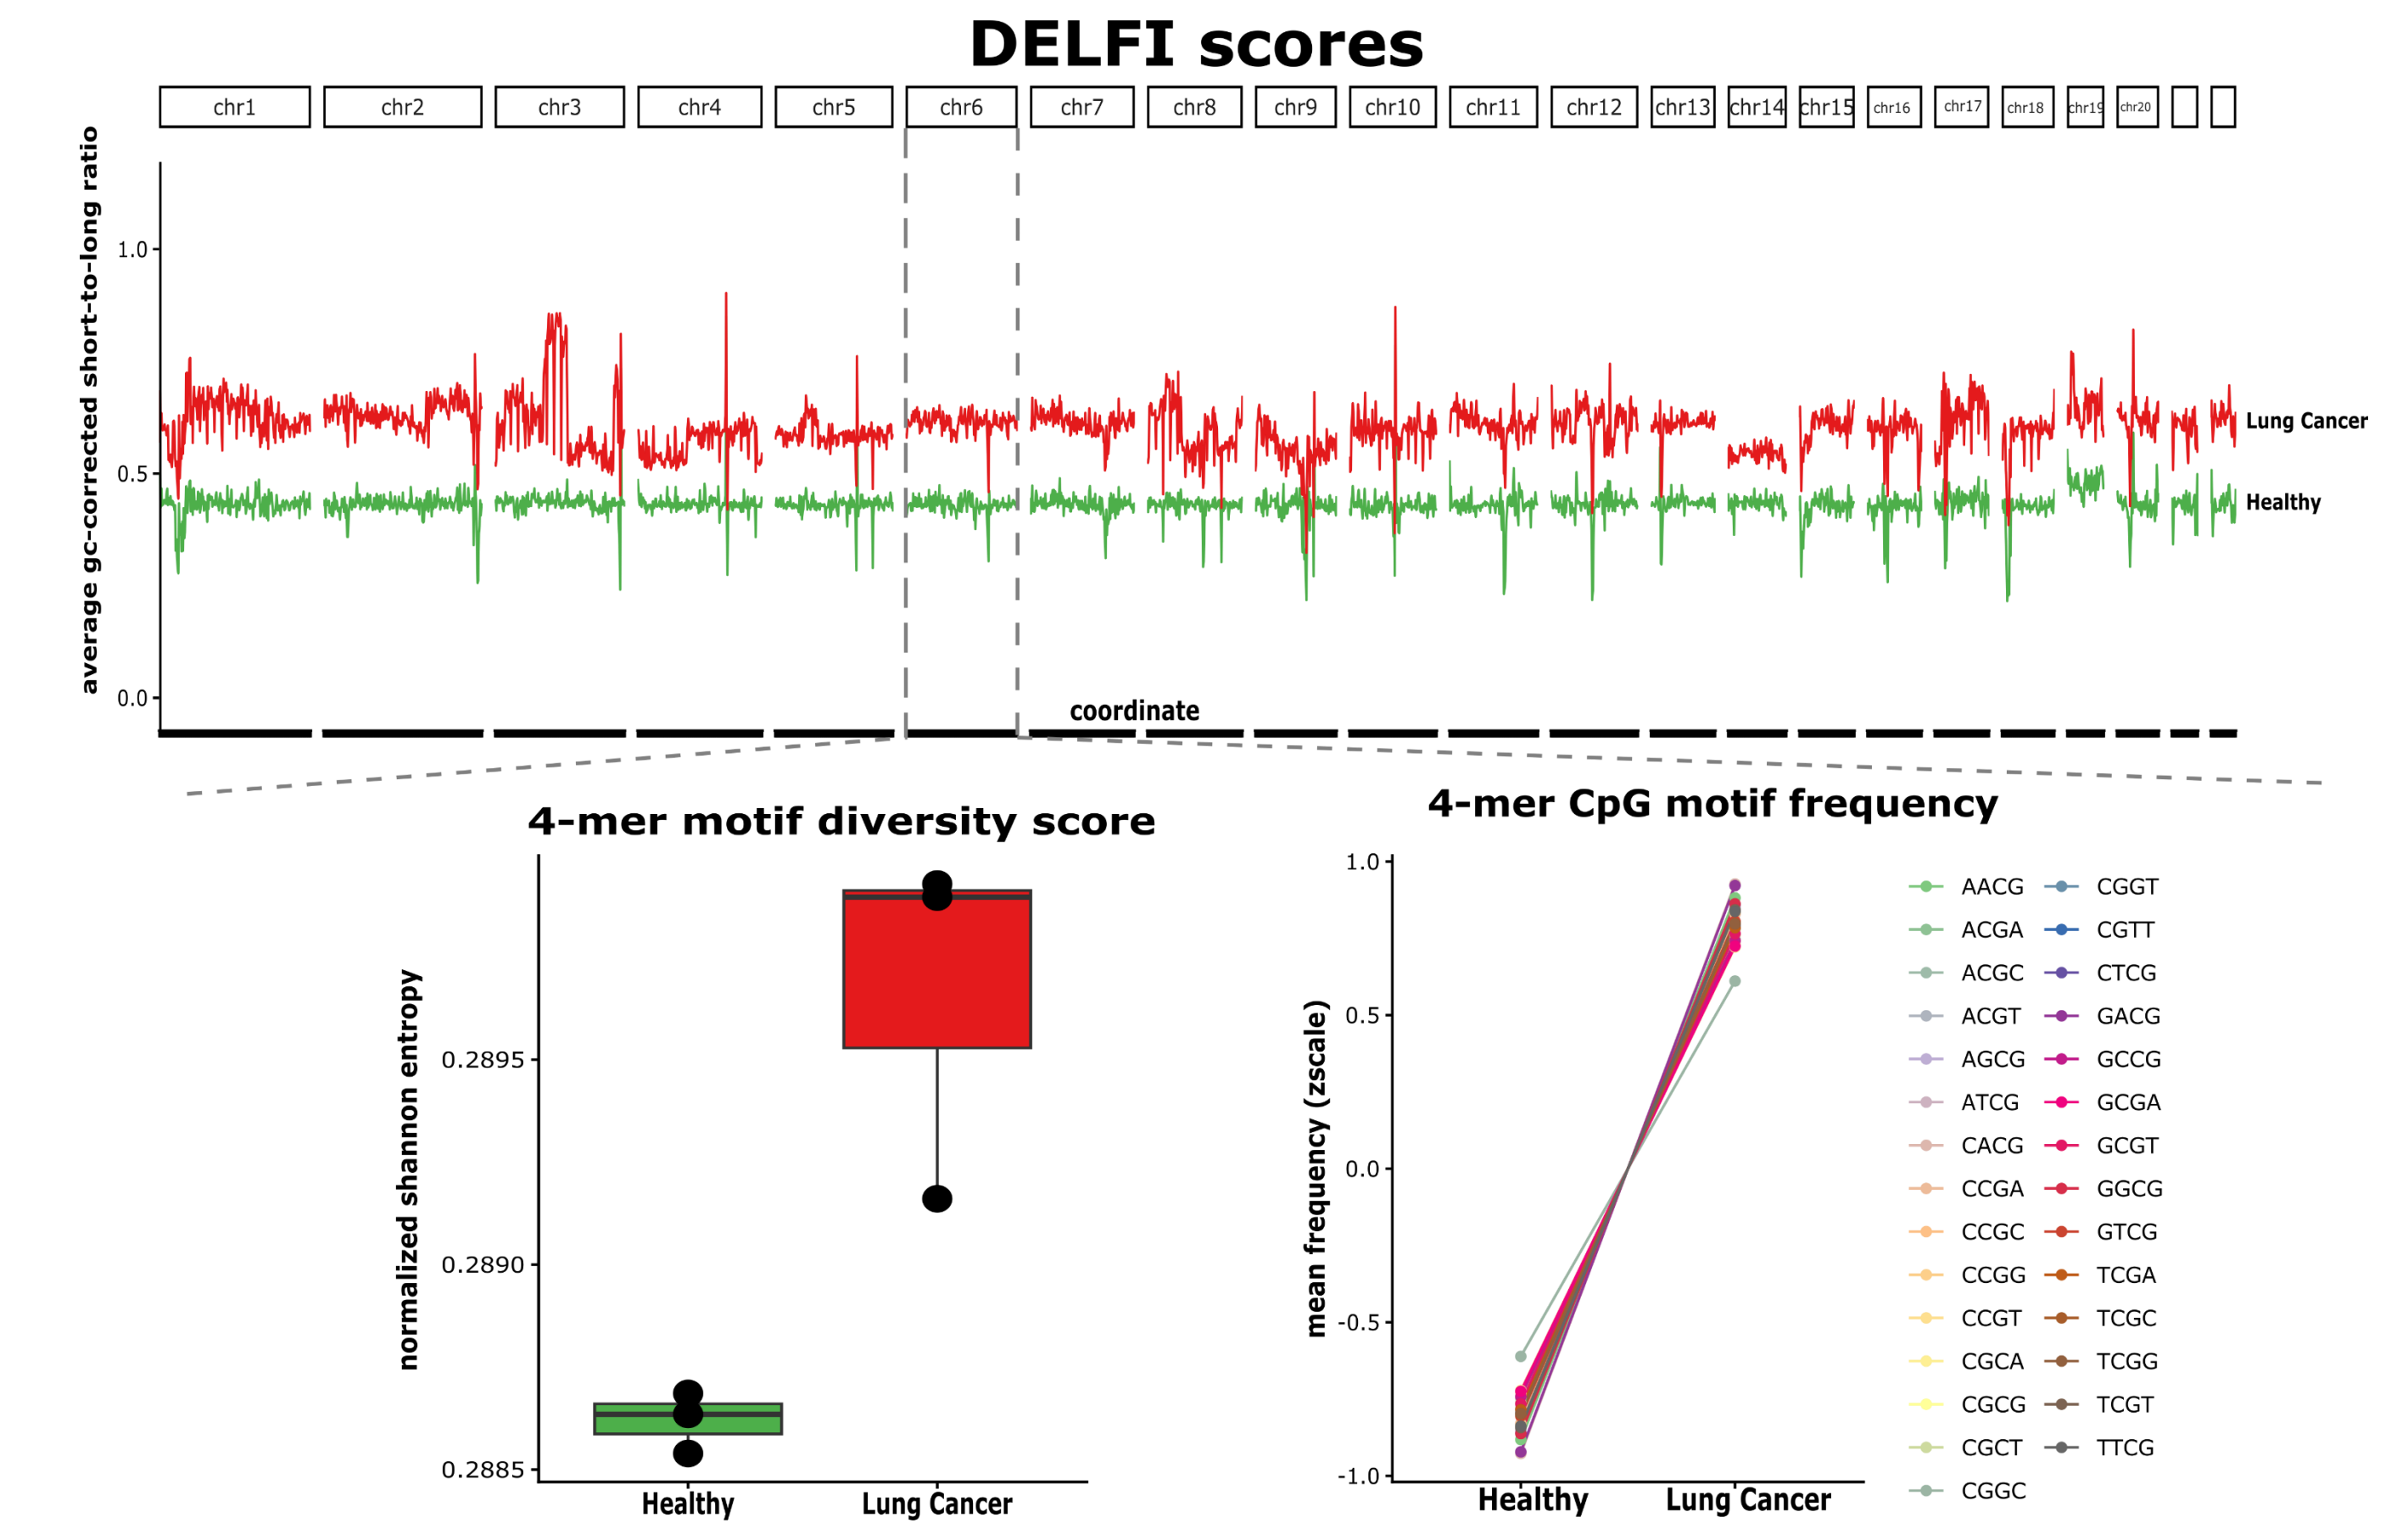 DELFI scores
chr1 chr2 chr3 chr4 chr5 chr6 chr7 chr8 chr9 chr10 chr11 chr12 chr13 chr14 chr15 chr16 chr17 chr18 chr19 chr20
average gc-corrected short-to-long ratio
1.0
0.5
0.0
Lung Cancer
Healthy
coordinate
4-mer motif diversity score
normalized shannon entropy
0.2895
0.2890
0.2885
Healthy Lung Cancer
4-mer CpG motif frequency
mean frequency (zscale)
1.0
0.5
0.0
-0.5
-1.0
Healthy Lung Cancer
AACG CGGT
ACGA CGTT
ACGC CTCG
ACGT GACG
AGCG GCCG
ATCG GCGA
CACG GCGT
CCGA GGCG
CCGC GTCG
CCGG TCGA
CCGT TCGC
CGCA TCGG
CGCG TCGT
CGCT TTCG
CGGC